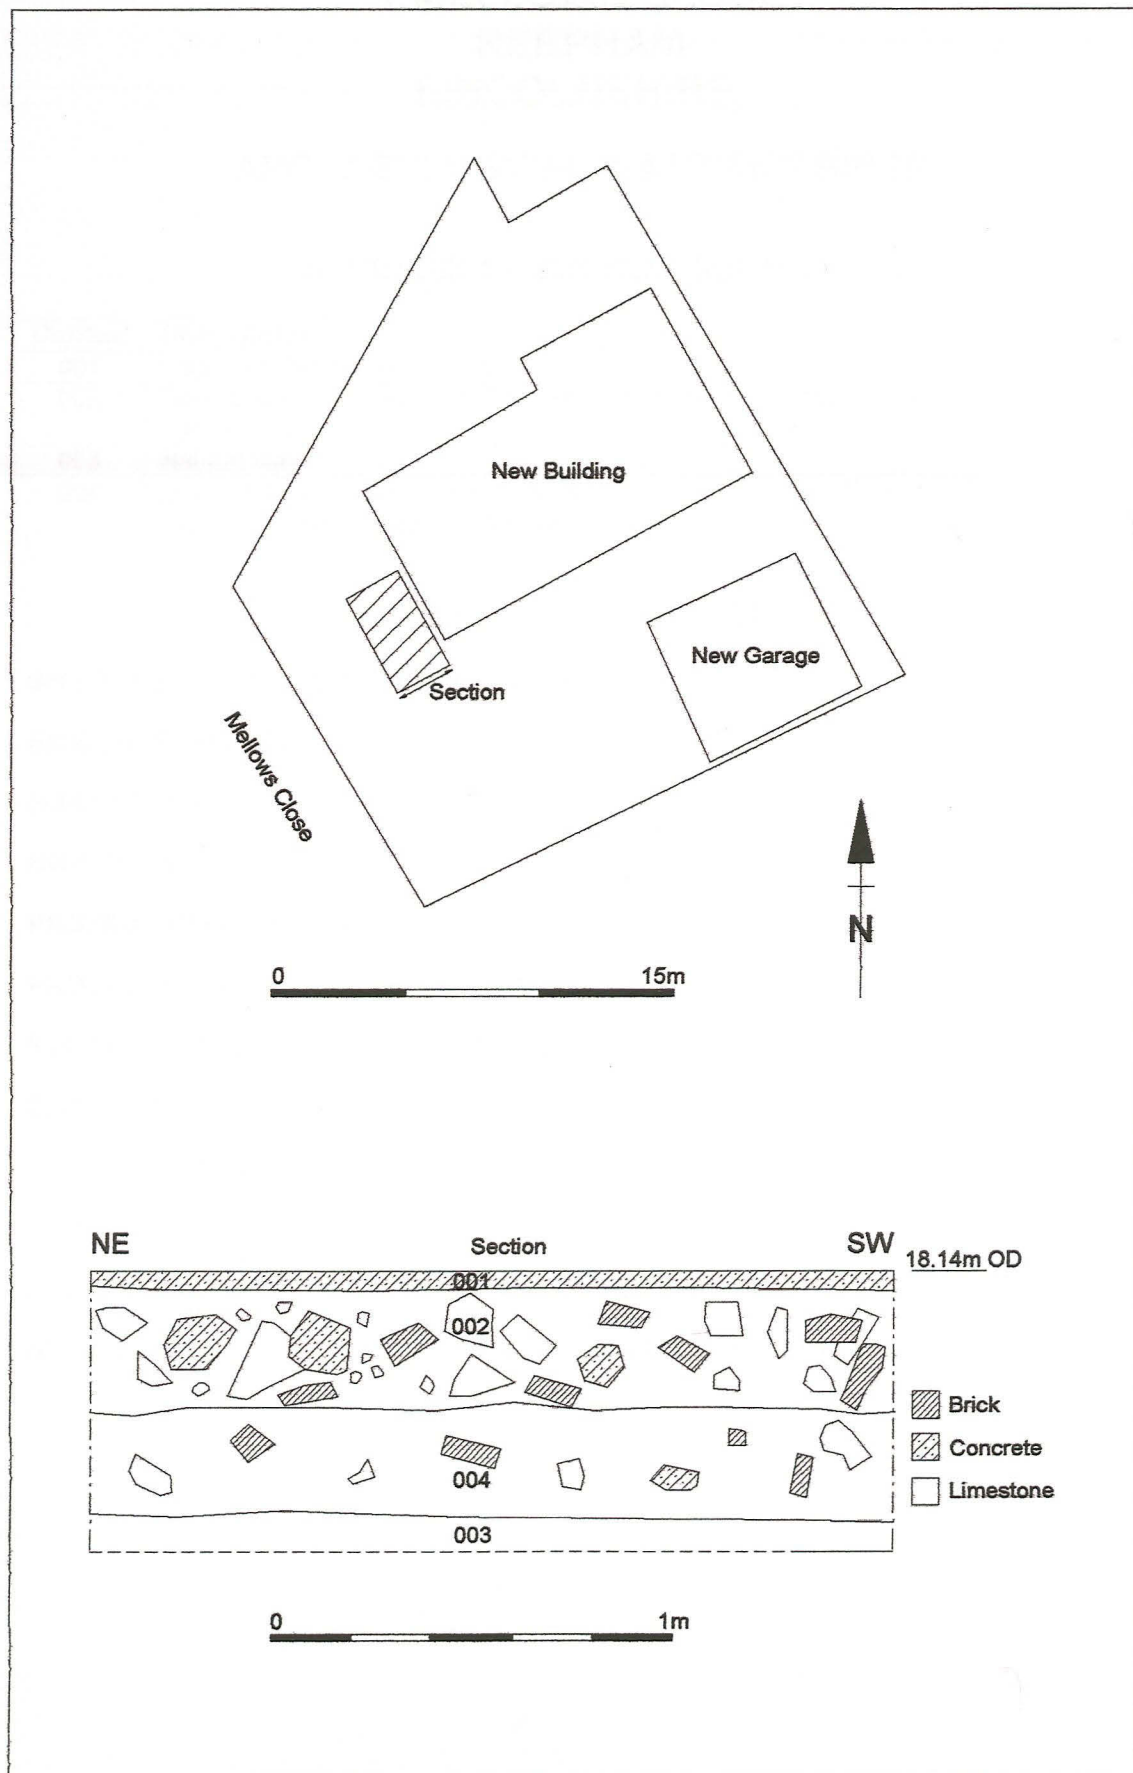 New Building
New Garage
Section
Mellows Close
N
0 15m
NE Section SW 18.14m OD
001
002
004
003
Brick
Concrete
Limestone
0 1m